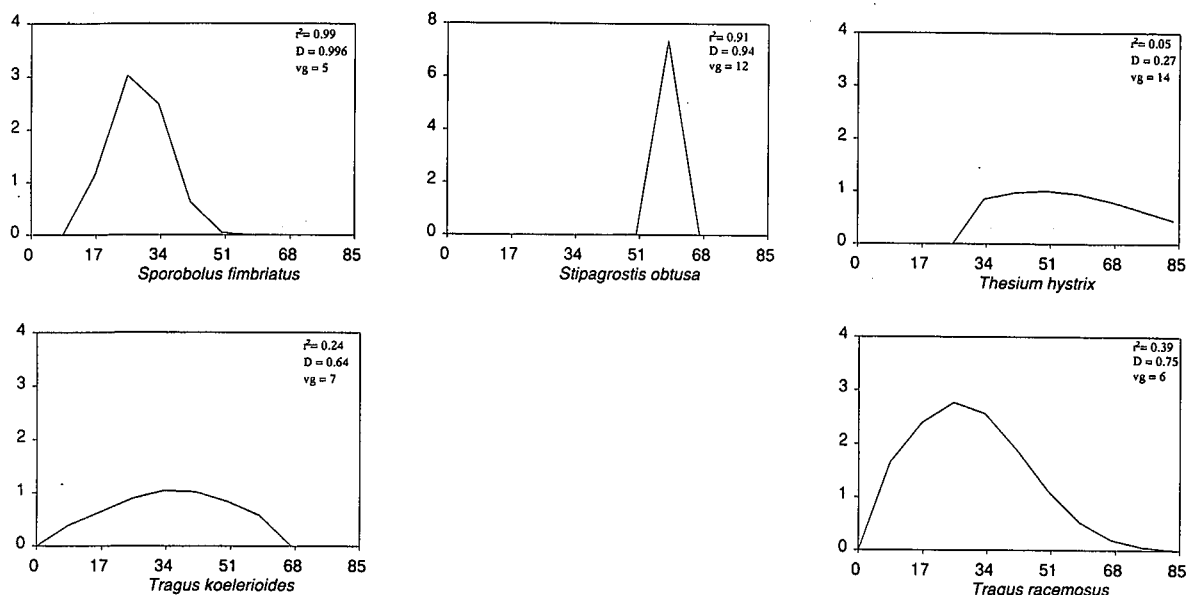 4
3
2
1
0
r²= 0.99
D = 0.996
vg = 5
0 17 34 51 68 85
Sporobolus fimbriatus
8
6
4
2
0
r²= 0.91
D = 0.94
vg = 12
0 17 34 51 68 85
Stipagrostis obtusa
4
3
2
1
0
r²= 0.05
D = 0.27
vg = 14
0 17 34 51 68 85
Thesium hystrix
4
3
2
1
0
r²= 0.24
D = 0.64
vg = 7
0 17 34 51 68 85
Tragus koelerioides
4
3
2
1
0
r²= 0.39
D = 0.75
vg = 6
0 17 34 51 68 85
Tragus racemosus